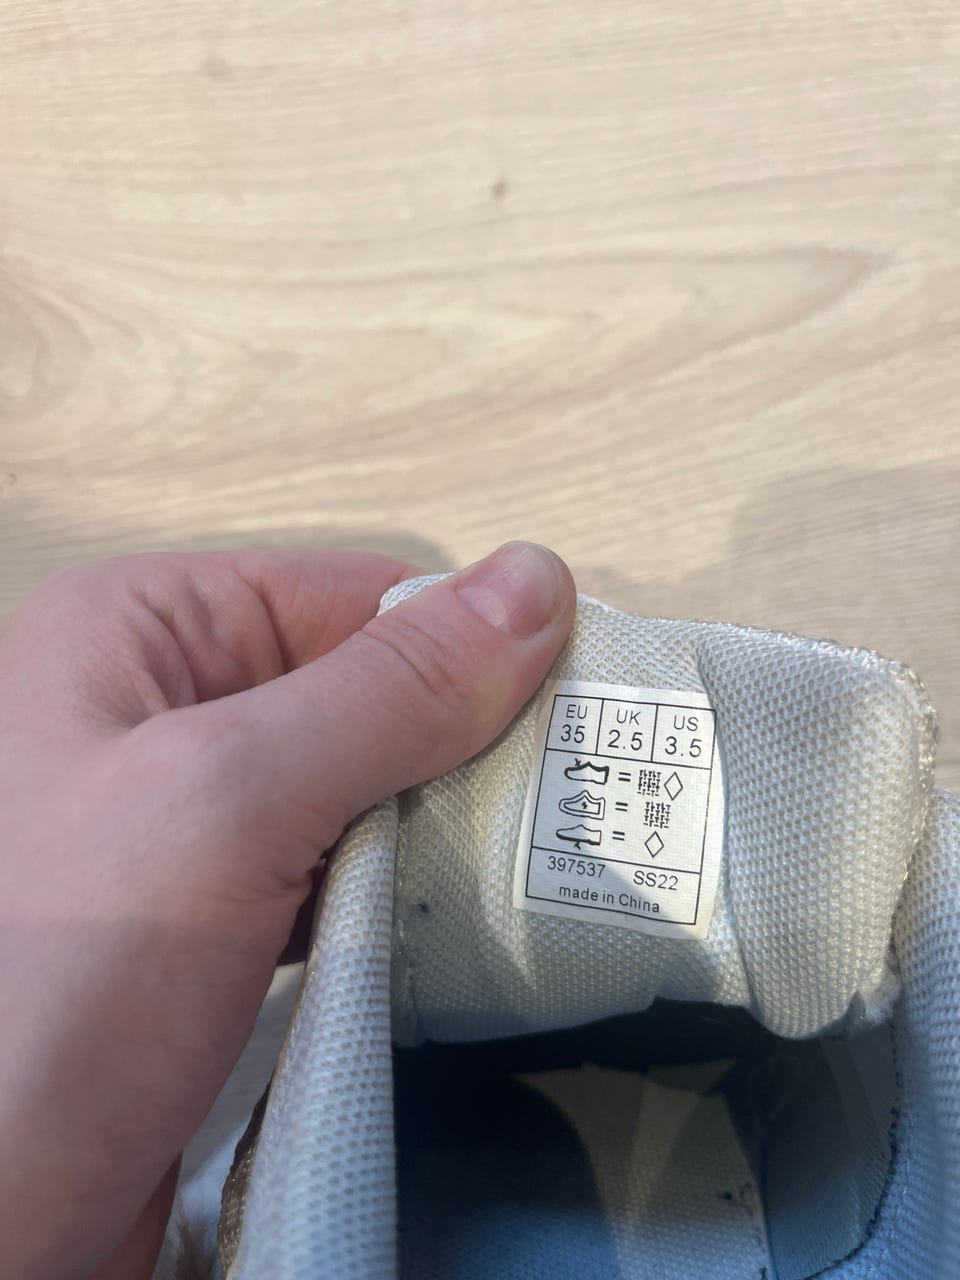 EU UK US
35 2.5 3.5
=
=
=
397537 SS22
made in China